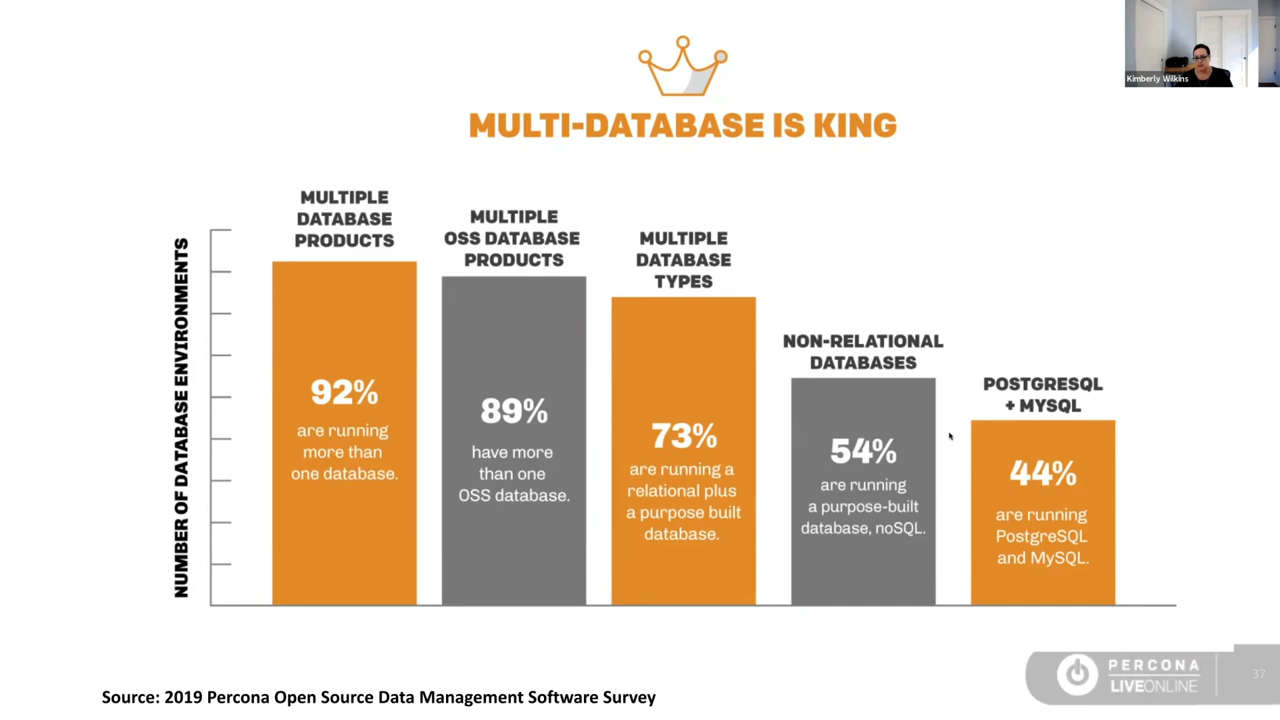 Kimberly Wilkins
MULTI-DATABASE IS KING
NUMBER OF DATABASE ENVIRONMENTS
MULTIPLE
DATABASE
PRODUCTS
92%
are running
more than
one database.
MULTIPLE
OSS DATABASE
PRODUCTS
89%
have more
than one
OSS database.
MULTIPLE
DATABASE
TYPES
73%
are running a
relational plus
a purpose built
database.
NON-RELATIONAL
DATABASES
54%
are running
a purpose-built
database, noSQL.
POSTGRESQL
+ MYSQL
44%
are running
PostgreSQL
and MySQL.
PERCONA
LIVEONLINE
37
Source: 2019 Percona Open Source Data Management Software Survey